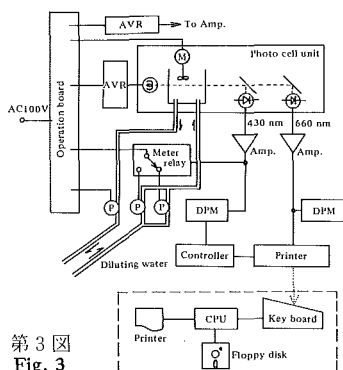 AVR
To Amp.
Photo cell unit
M
AVR
AC100V
Operation board
430 nm
660 nm
Amp.
Amp.
Meter
relay
P
P
P
DPM
DPM
Diluting water
Controller
Printer
CPU
Key board
Printer
Floppy disk
第3図
Fig. 3